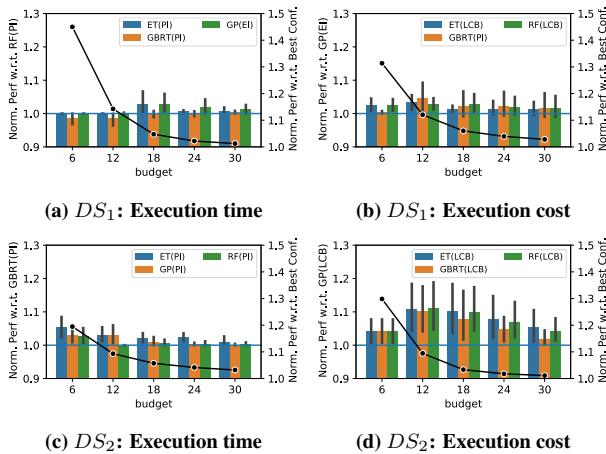 ET(PI)
GBRT(PI)
GP(EI)
Norm. Perf w.r.t. RF(PI)
1.3
1.2
1.1
1.0
0.9
1.5
1.4
1.3
1.2
1.1
1.0
Norm. Perf w.r.t. Best Conf.
6 12 18 24 30
budget
(a) DS1: Execution time
ET(LCB)
GBRT(PI)
RF(LCB)
Norm. Perf w.r.t. GP(EI)
1.3
1.2
1.1
1.0
0.9
1.5
1.4
1.3
1.2
1.1
1.0
Norm. Perf w.r.t. Best Conf.
6 12 18 24 30
budget
(b) DS1: Execution cost
ET(PI)
GP(PI)
RF(PI)
Norm. Perf w.r.t. GBRT(PI)
1.3
1.2
1.1
1.0
0.9
1.5
1.4
1.3
1.2
1.1
1.0
Norm. Perf w.r.t. Best Conf.
6 12 18 24 30
budget
(c) DS2: Execution time
ET(LCB)
GBRT(LCB)
RF(LCB)
Norm. Perf w.r.t. GP(LCB)
1.3
1.2
1.1
1.0
0.9
1.5
1.4
1.3
1.2
1.1
1.0
Norm. Perf w.r.t. Best Conf.
6 12 18 24 30
budget
(d) DS2: Execution cost